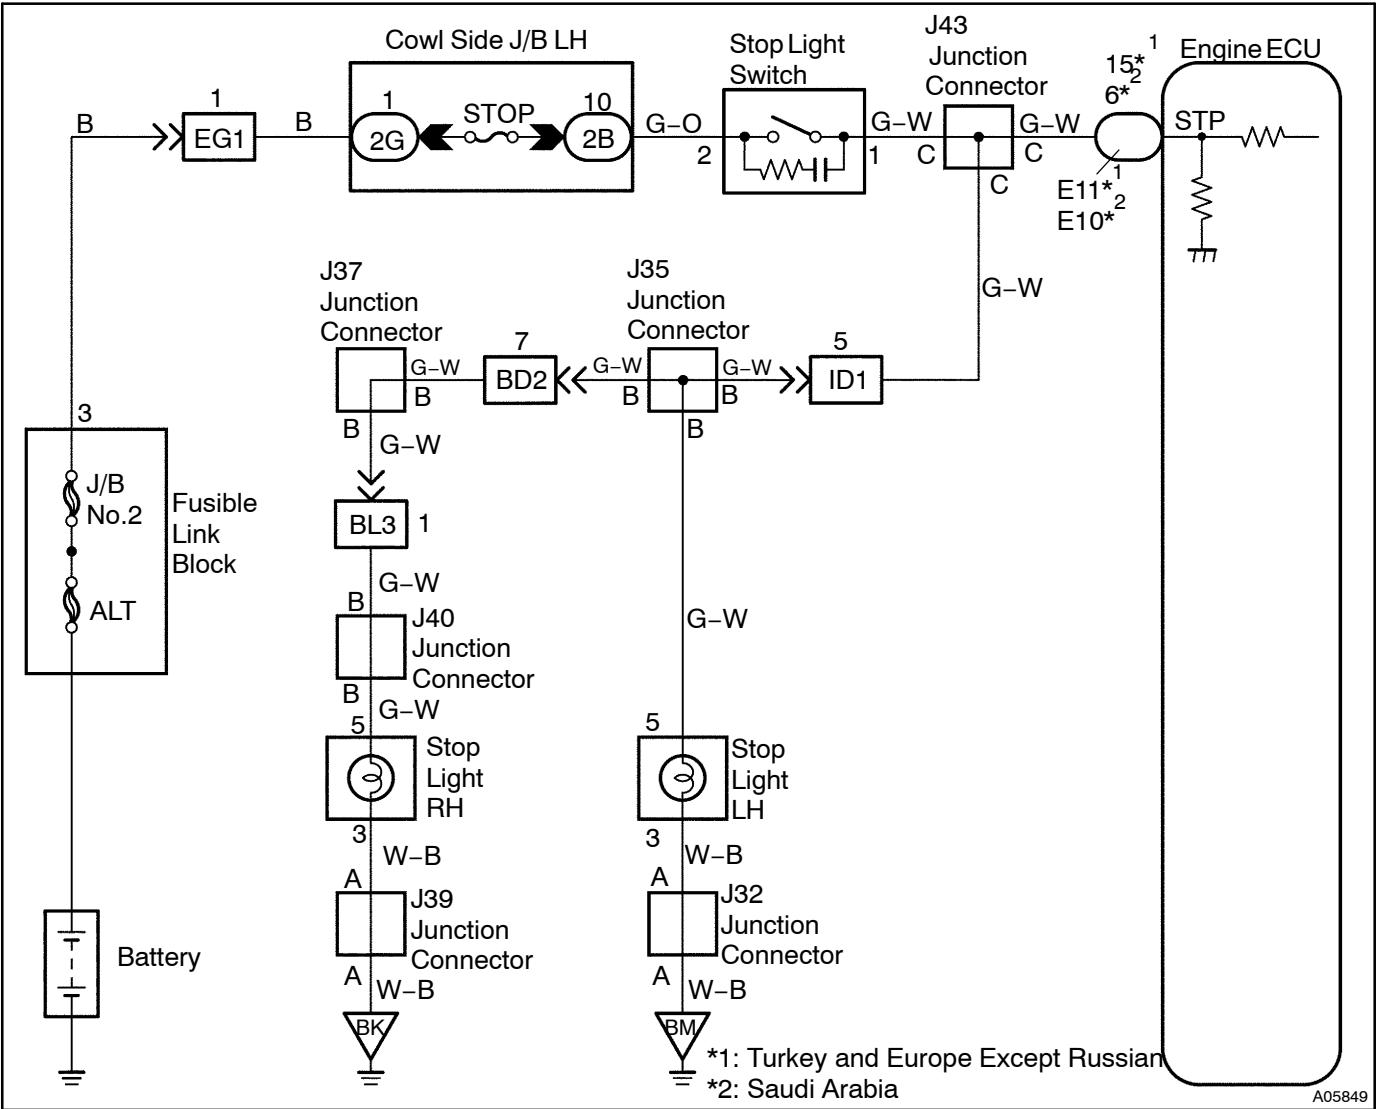 Cowl Side J/B LH
Stop Light
Switch
J43
Junction
Connector
15*1
6*2
Engine ECU
B
1
EG1
B
1
2G
STOP
10
2B
G-O
2
1
G-W
C
C
G-W
C
STP
E11*1
E10*2
G-W
J37
Junction
Connector
J35
Junction
Connector
G-W
B
7
BD2
G-W
B
G-W
B
5
ID1
B
G-W
B
3
J/B
No.2
ALT
Fusible
Link
Block
BL3
1
G-W
B
J40
Junction
Connector
B
G-W
G-W
5
Stop
Light
RH
3
W-B
5
Stop
Light
LH
3
W-B
A
J39
Junction
Connector
A
W-B
BK
A
J32
Junction
Connector
A
W-B
BM
Battery
*1: Turkey and Europe Except Russian
*2: Saudi Arabia
A05849